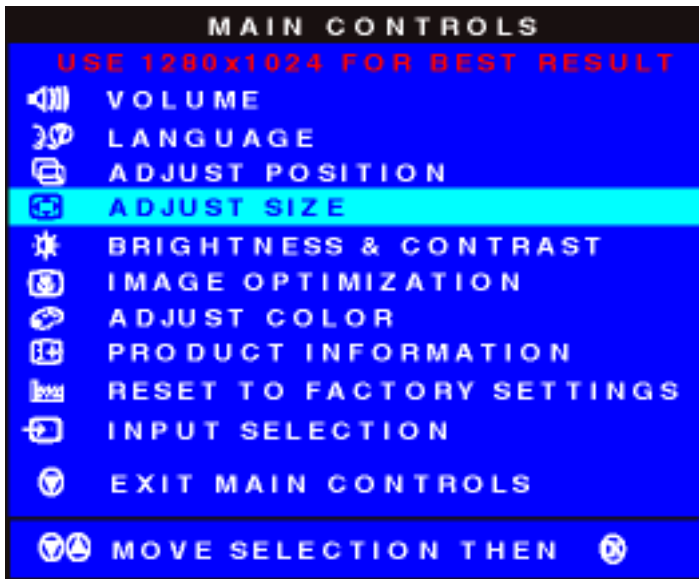 MAIN CONTROLS
USE 1280x1024 FOR BEST RESULT
VOLUME
LANGUAGE
ADJUST POSITION
ADJUST SIZE
BRIGHTNESS & CONTRAST
IMAGE OPTIMIZATION
ADJUST COLOR
PRODUCT INFORMATION
RESET TO FACTORY SETTINGS
INPUT SELECTION
EXIT MAIN CONTROLS
MOVE SELECTION THEN OK